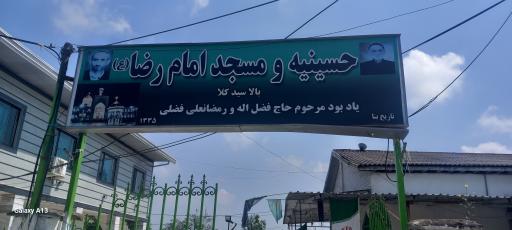 حسینیه و مسجد امام رضا (ع)
بالا سید کلا
یاد بود مرحوم حاج فضل اله و رمضانعلی فضلی
تاریخ بنا
۱۳۳۵
Galaxy A13